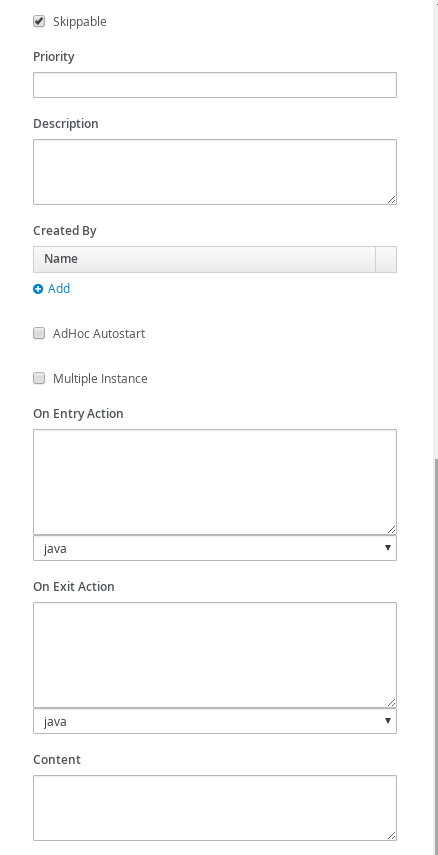 Skippable
Priority
Description
Created By
Name
Add
AdHoc Autostart
Multiple Instance
On Entry Action
java
On Exit Action
java
Content